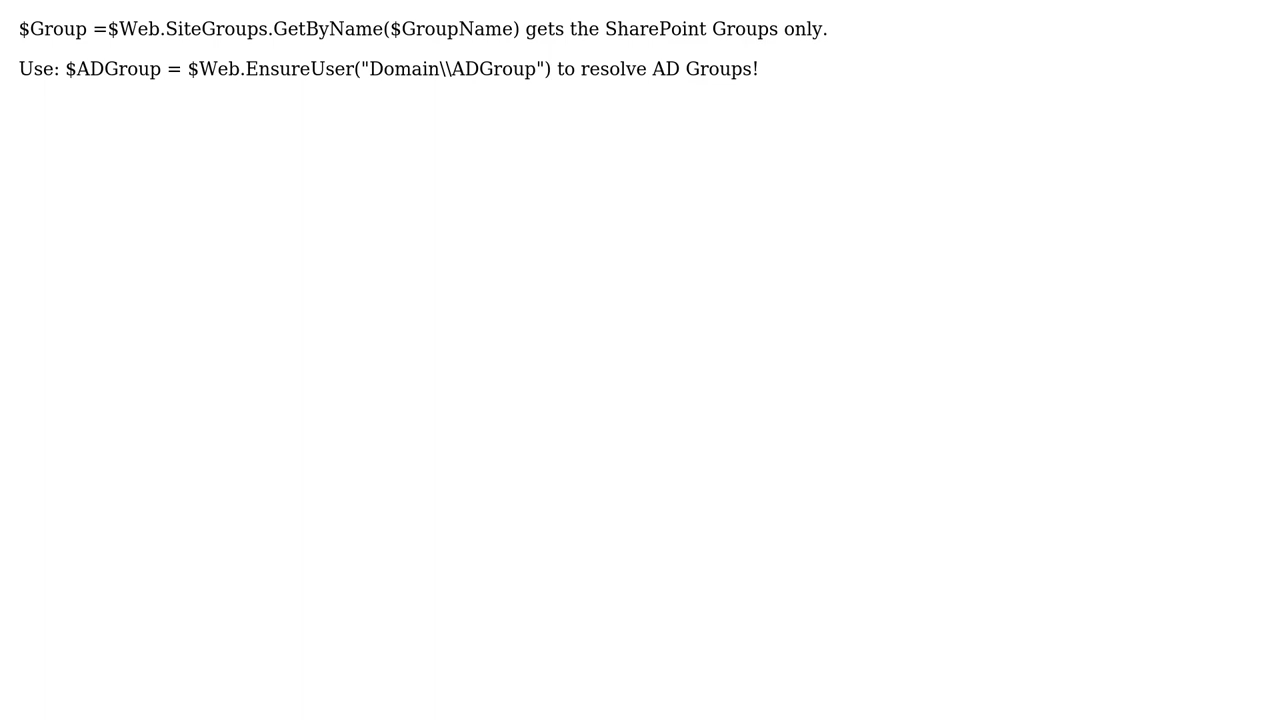 $Group =$Web.SiteGroups.GetByName($GroupName) gets the SharePoint Groups only.
Use: $ADGroup = $Web.EnsureUser("Domain\\ADGroup") to resolve AD Groups!